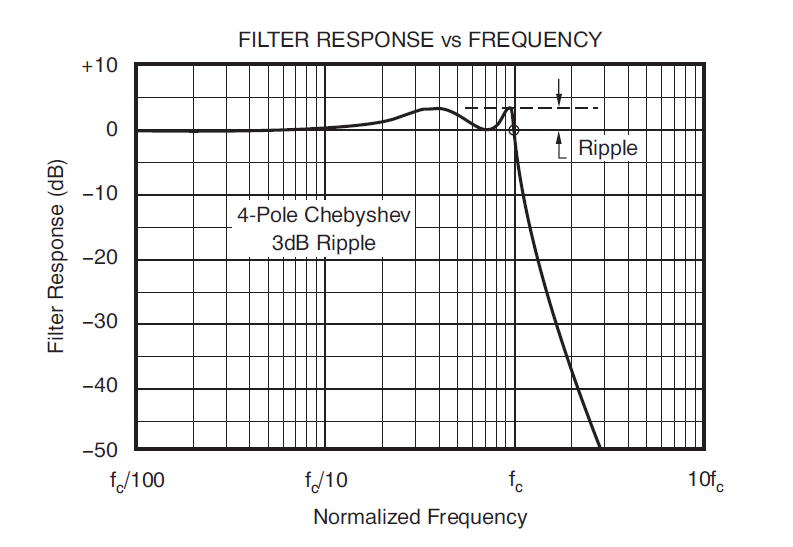 FILTER RESPONSE vs FREQUENCY
+10
0
−10
−20
−30
−40
−50
Filter Response (dB)
Ripple
4-Pole Chebyshev
3dB Ripple
fc/100
fc/10
fc
10fc
Normalized Frequency